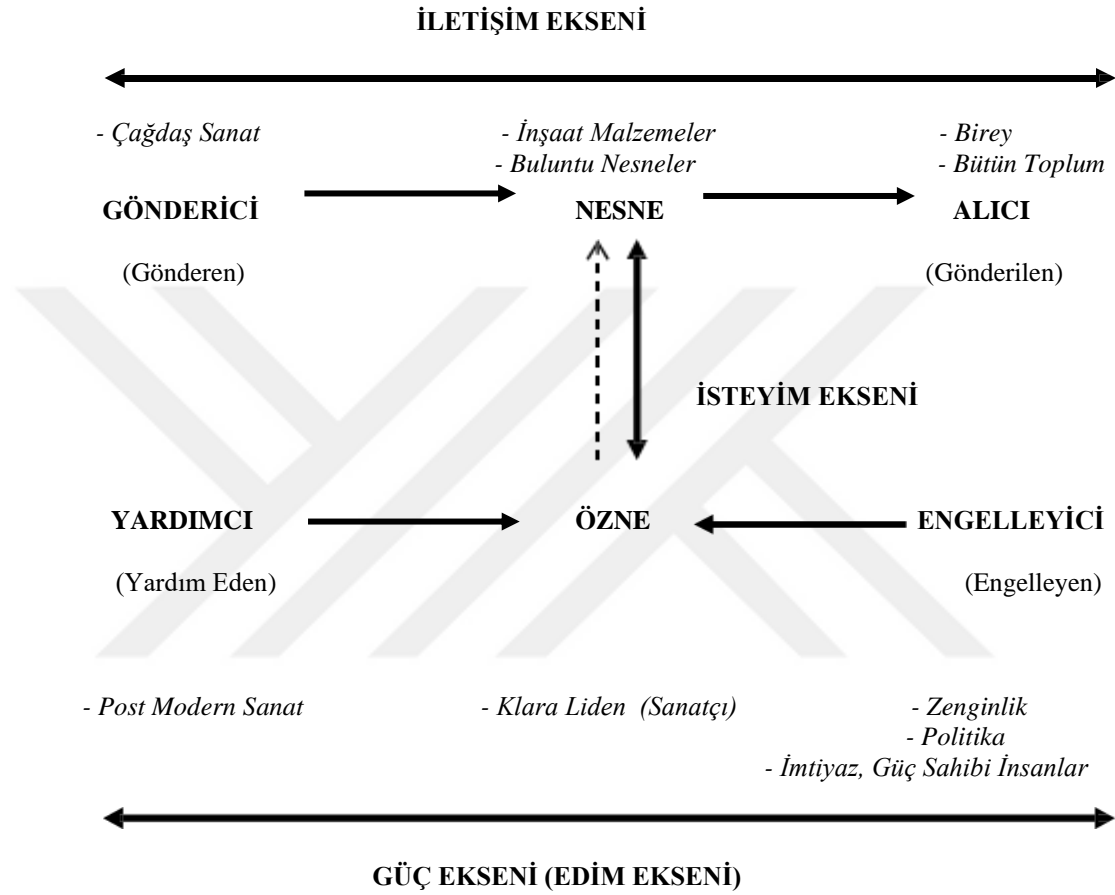 İLETİŞİM EKSENİ
- Çağdaş Sanat - İnşaat Malzemeler - Birey
- Buluntu Nesneler - Bütün Toplum
GÖNDERİCİ NESNE ALICI
(Gönderen) (Gönderilen)
İSTEYİM EKSENİ
YARDIMCI ÖZNE ENGELLEYİCİ
(Yardım Eden) (Engelleyen)
- Post Modern Sanat - Klara Liden (Sanatçı) - Zenginlik
- Politika
- İmtiyaz, Güç Sahibi İnsanlar
GÜÇ EKSENİ (EDİM EKSENİ)